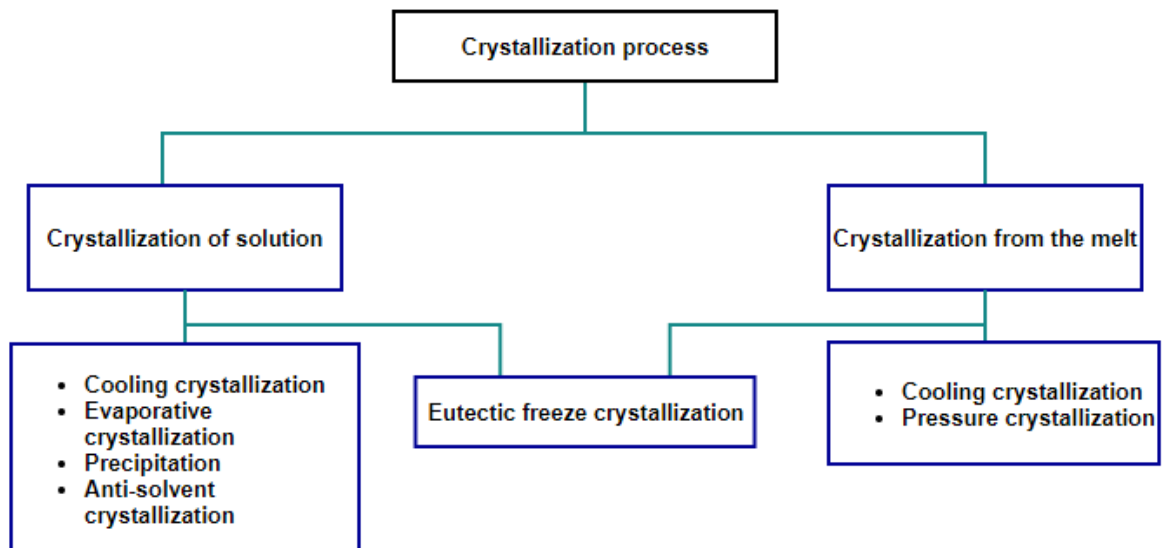 Crystallization process
Crystallization of solution
Crystallization from the melt
• Cooling crystallization
• Evaporative
crystallization
• Precipitation
• Anti-solvent
crystallization
Eutectic freeze crystallization
• Cooling crystallization
• Pressure crystallization